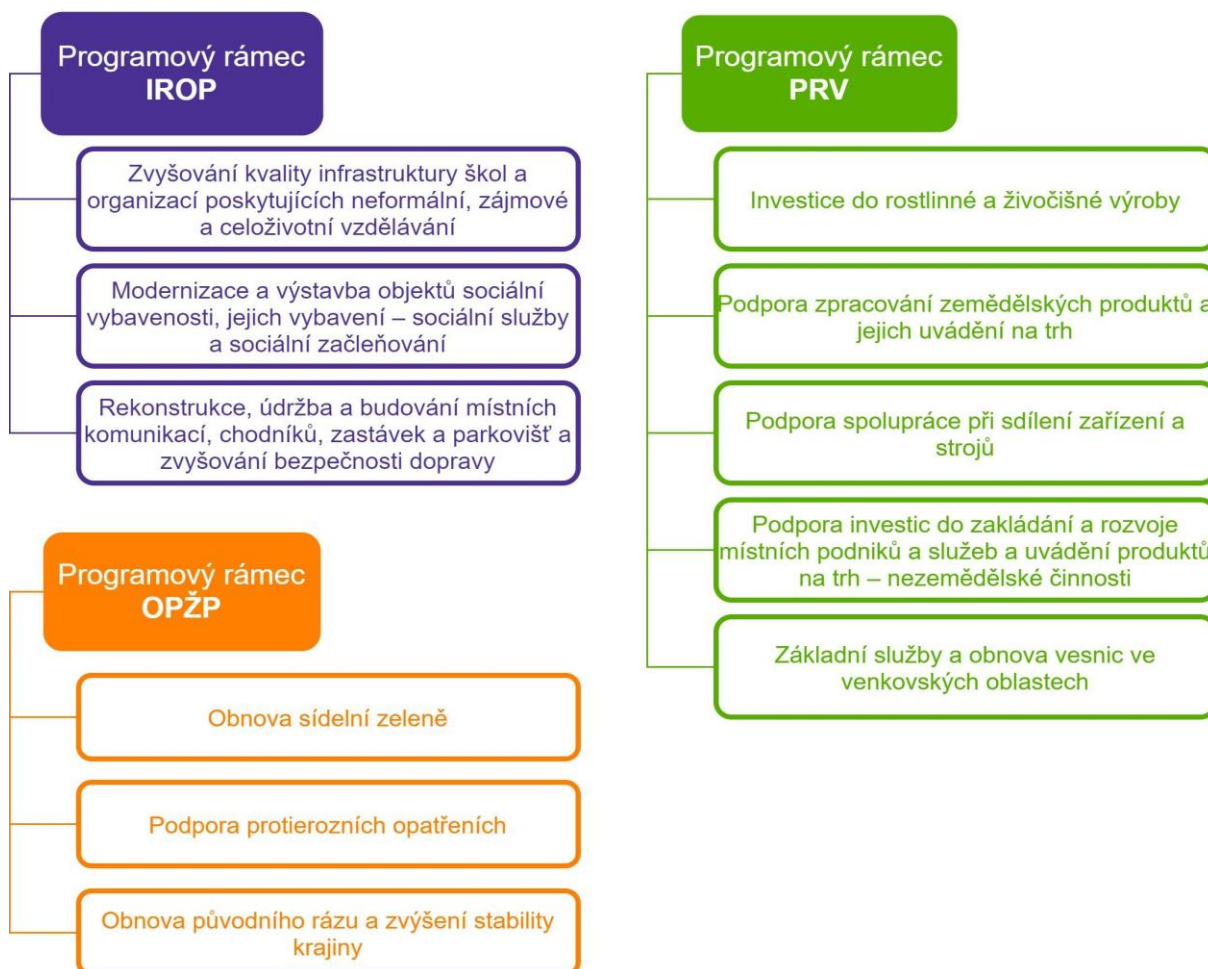 Programový rámec
IROP
Zvyšování kvality infrastruktury škol a
organizací poskytujících neformální, zájmové
a celoživotní vzdělávání
Modernizace a výstavba objektů sociální
vybavenosti, jejich vybavení – sociální služby
a sociální začleňování
Rekonstrukce, údržba a budování místních
komunikací, chodníků, zastávek a parkovišť a
zvyšování bezpečnosti dopravy
Programový rámec
OPŽP
Obnova sídelní zeleně
Podpora protierozních opatřeních
Obnova původního rázu a zvýšení stability
krajiny
Programový rámec
PRV
Investice do rostlinné a živočišné výroby
Podpora zpracování zemědělských produktů a
jejich uvádění na trh
Podpora spolupráce při sdílení zařízení a
strojů
Podpora investic do zakládání a rozvoje
místních podniků a služeb a uvádění produktů
na trh – nezemědělské činnosti
Základní služby a obnova vesnic ve
venkovských oblastech